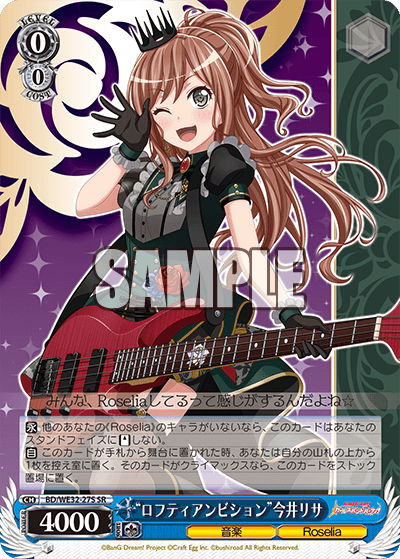 LEVEL
0
0
COST
SAMPLE
みんな、Roseliaしてるって感じがするんだよね☆
永 他のあなたの《Roselia》のキャラがいないなら、このカードはあなたの
スタンドフェイズに【スタンド】しない。
自 このカードが手札から舞台に置かれた時、あなたは自分の山札の上から
1枚を控え室に置く。そのカードがクライマックスなら、このカードをストック
置場に置く。
CH
BD/WE32-27S SR
4000
"ロフティアンビション"今井リサ
音楽
Roselia
©BanG Dream! Project ©Craft Egg Inc. ©bushiroad All Rights Reserved.